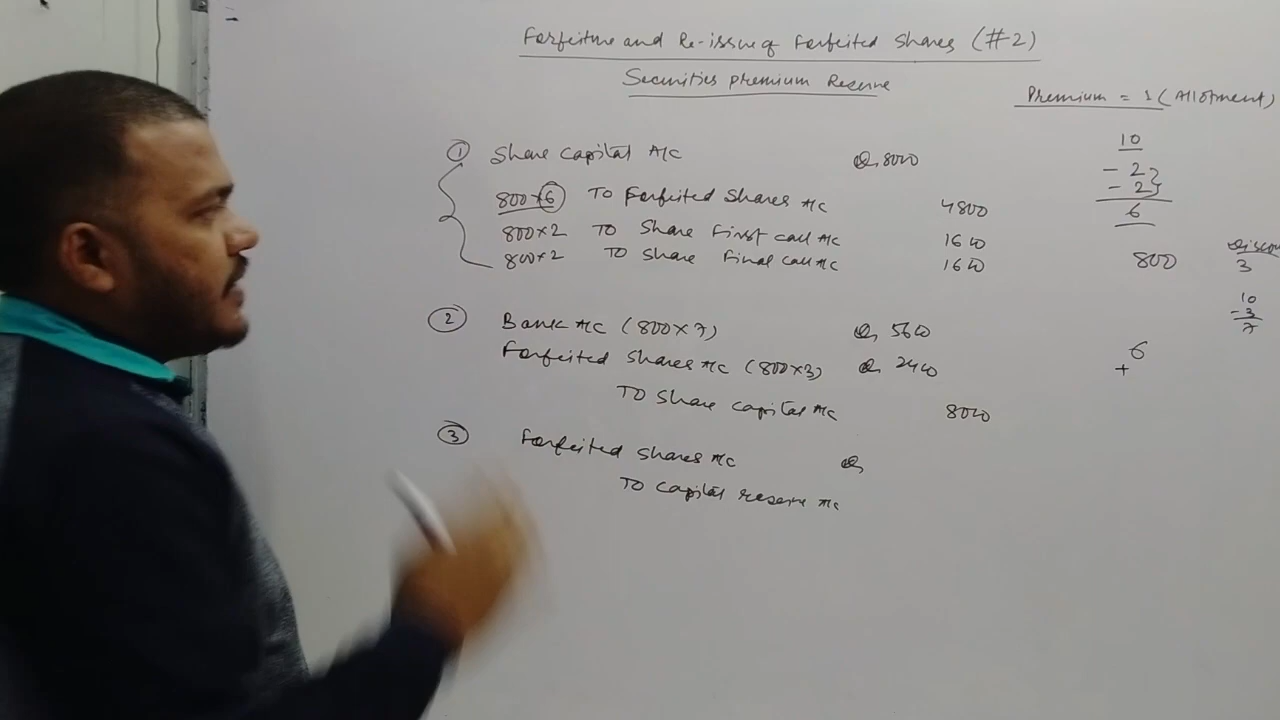 Forfeiture and Re-issue of Forfeited Shares (#2)
Securities Premium Reserve
Premium = 1 (Allotment)
① Share Capital A/c Dr 8000
800×6 To Forfeited Shares A/c 4800
800×2 To Share First Call A/c 1600
800×2 To Share Final Call A/c 1600
10
- 2
- 2
6
800
3
10
-3
7
② Bank A/c (800×7) Dr 5600
Forfeited Shares A/c (800×3) Dr 2400
To Share Capital A/c 8000
6
+
③ Forfeited Shares A/c Dr
To Capital reserve A/c